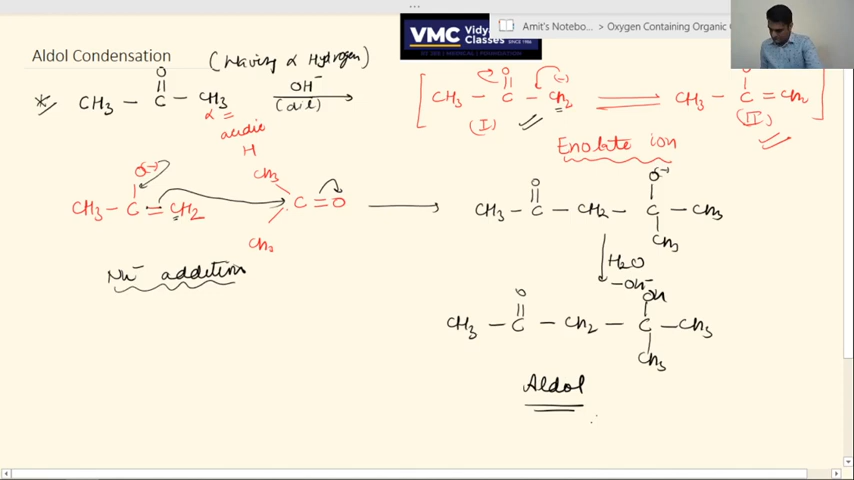 VMC Vidya Classes
SINCE 1986
Amit's Notebo... > Oxygen Containing Organic
Aldol Condensation (Having α Hydrogen)
O
CH3 — C — CH3
OH⁻
(dil)
α
acidic
H
O (-)
CH3 — C — CH2
(I)
CH3 — C = CH2
(II)
Enolate ion
O(-)
CH3 — C = CH2
CH3
C = O
CH3
Nu⁻ addition
O O(-)
CH3 — C — CH2 — C — CH3
CH3
H2O
-OH⁻
O OH
CH3 — C — CH2 — C — CH3
CH3
Aldol